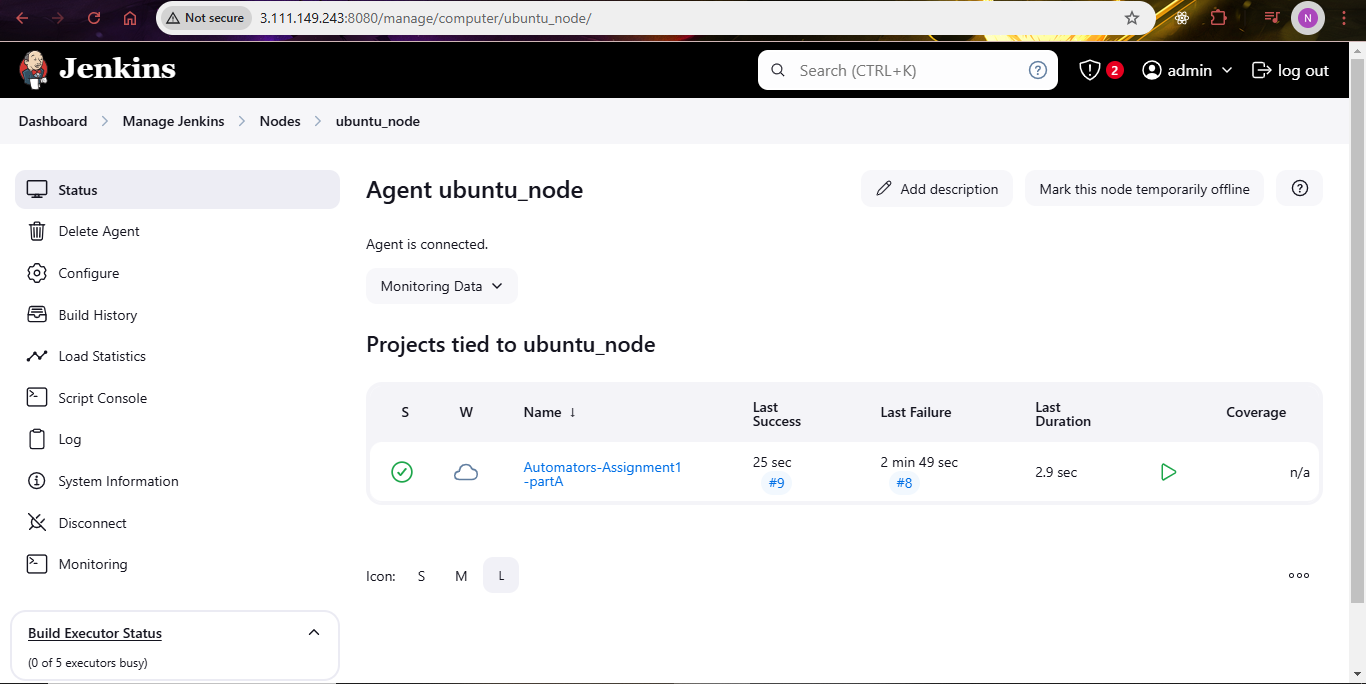 Not secure
3.111.149.243:8080/manage/computer/ubuntu_node/
N
Jenkins
Search (CTRL+K)
?
2
admin
log out
Dashboard
Manage Jenkins
Nodes
ubuntu_node
Status
Delete Agent
Configure
Build History
Load Statistics
Script Console
Log
System Information
Disconnect
Monitoring
Build Executor Status
(0 of 5 executors busy)
Agent ubuntu_node
Add description
Mark this node temporarily offline
?
Agent is connected.
Monitoring Data
Projects tied to ubuntu_node
S W Name ↓ Last Success Last Failure Last Duration Coverage
Automators-Assignment1
-partA
25 sec
#9
2 min 49 sec
#8
2.9 sec
n/a
Icon: S M L